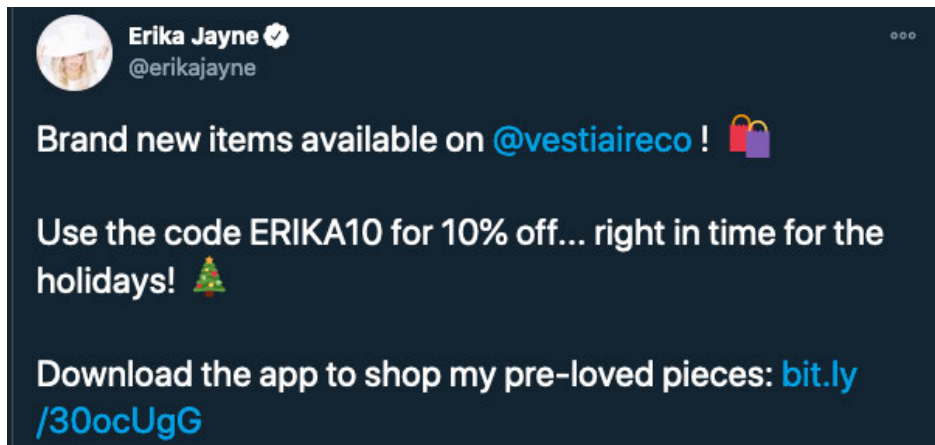 Erika Jayne
@erikajayne
Brand new items available on @vestiaireco ! 🛍️
Use the code ERIKA10 for 10% off... right in time for the
holidays! 🎄
Download the app to shop my pre-loved pieces: bit.ly
/30ocUgG